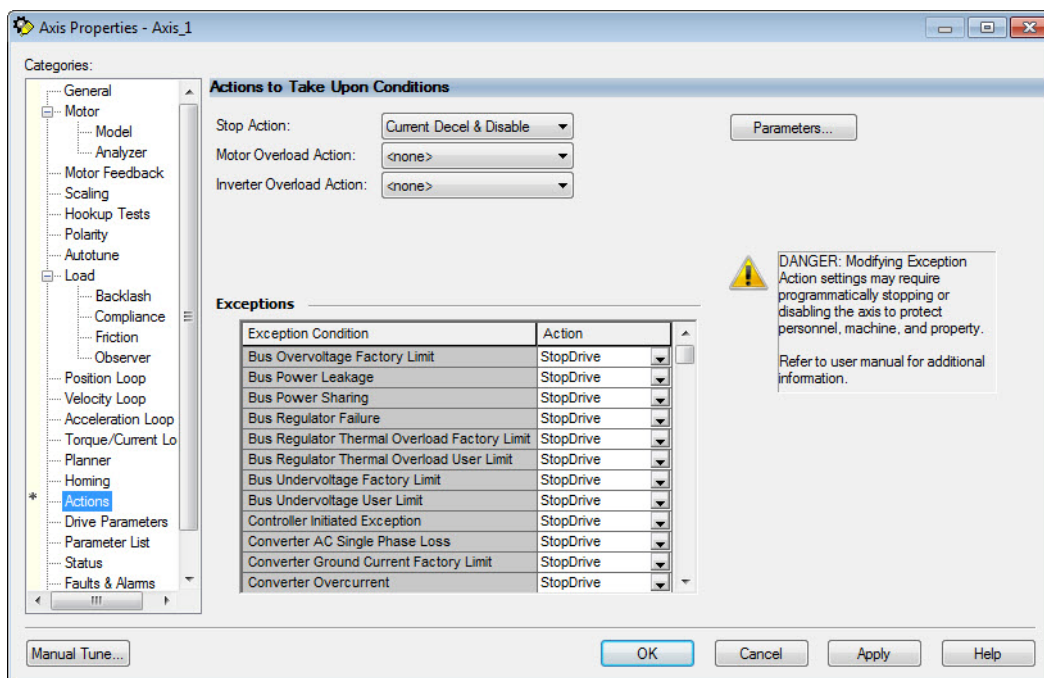 Axis Properties - Axis_1
Categories:
General
Motor
Model
Analyzer
Motor Feedback
Scaling
Hookup Tests
Polarity
Autotune
Load
Backlash
Compliance
Friction
Observer
Position Loop
Velocity Loop
Acceleration Loop
Torque/Current Lo
Planner
Homing
* Actions
Drive Parameters
Parameter List
Status
Faults & Alarms
Actions to Take Upon Conditions
Stop Action: Current Decel & Disable
Parameters...
Motor Overload Action: <none>
Inverter Overload Action: <none>
DANGER: Modifying Exception
Action settings may require
programmatically stopping or
disabling the axis to protect
personnel, machine, and property.
Refer to user manual for additional
information.
Exceptions
Exception Condition Action
Bus Overvoltage Factory Limit StopDrive
Bus Power Leakage StopDrive
Bus Power Sharing StopDrive
Bus Regulator Failure StopDrive
Bus Regulator Thermal Overload Factory Limit StopDrive
Bus Regulator Thermal Overload User Limit StopDrive
Bus Undervoltage Factory Limit StopDrive
Bus Undervoltage User Limit StopDrive
Controller Initiated Exception StopDrive
Converter AC Single Phase Loss StopDrive
Converter Ground Current Factory Limit StopDrive
Converter Overcurrent StopDrive
Manual Tune... OK Cancel Apply Help